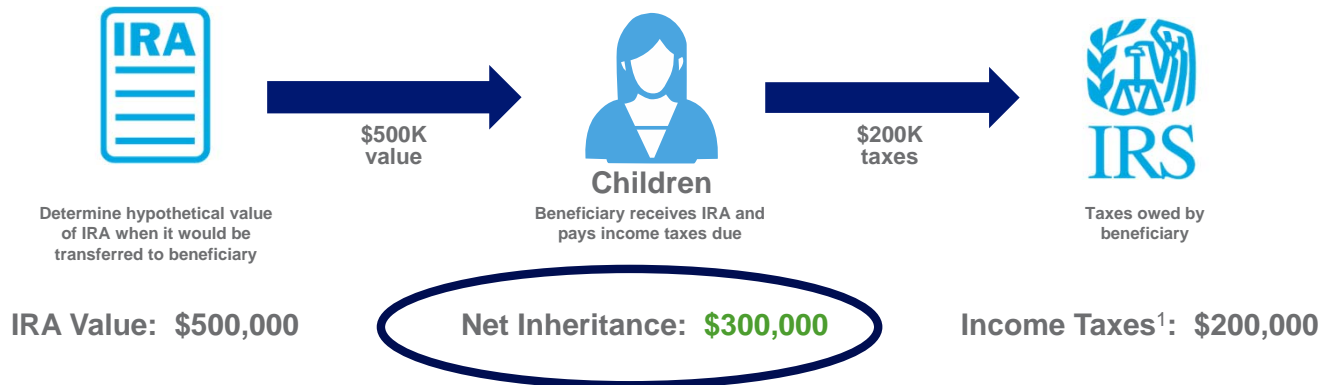 IRA
$500K
value
$200K
taxes
IRS
Children
Determine hypothetical value
of IRA when it would be
transferred to beneficiary
Beneficiary receives IRA and
pays income taxes due
Taxes owed by
beneficiary
IRA Value: $500,000
Net Inheritance: $300,000
Income Taxes¹: $200,000